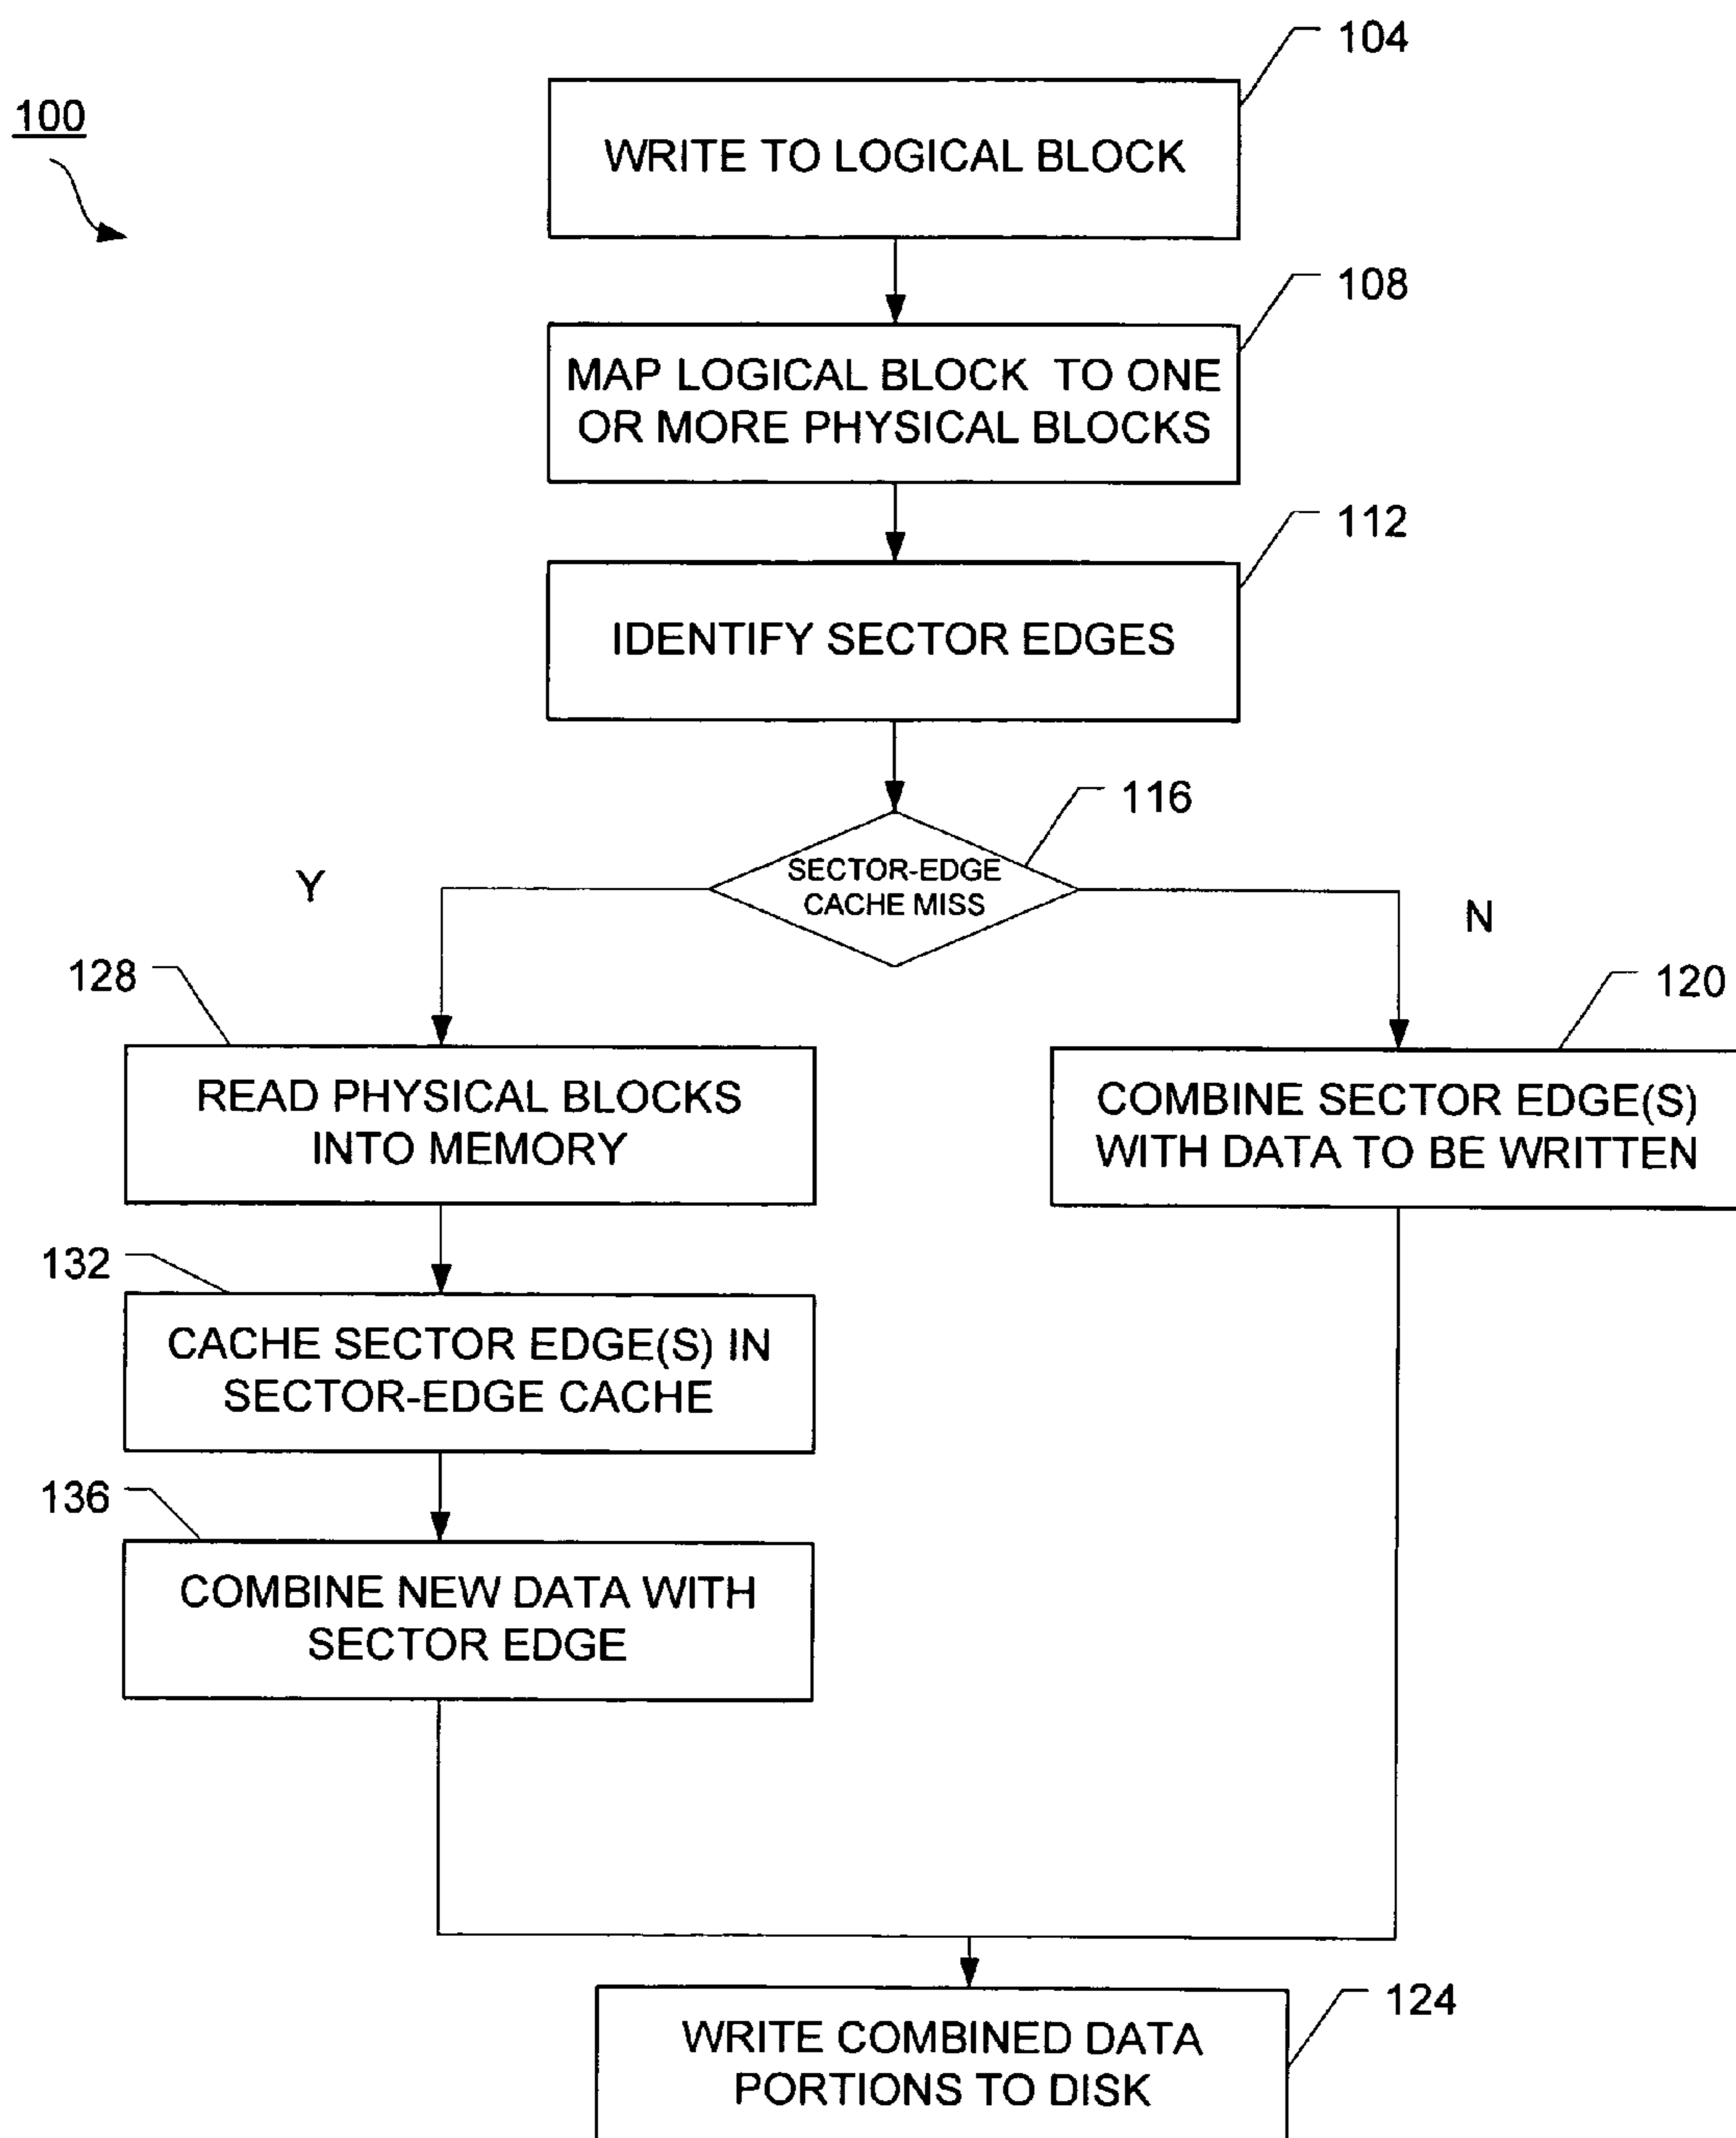 104
100
WRITE TO LOGICAL BLOCK
108
MAP LOGICAL BLOCK TO ONE
OR MORE PHYSICAL BLOCKS
112
IDENTIFY SECTOR EDGES
116
SECTOR-EDGE
CACHE MISS
Y
N
128
120
READ PHYSICAL BLOCKS
INTO MEMORY
COMBINE SECTOR EDGE(S)
WITH DATA TO BE WRITTEN
132
CACHE SECTOR EDGE(S) IN
SECTOR-EDGE CACHE
136
COMBINE NEW DATA WITH
SECTOR EDGE
124
WRITE COMBINED DATA
PORTIONS TO DISK